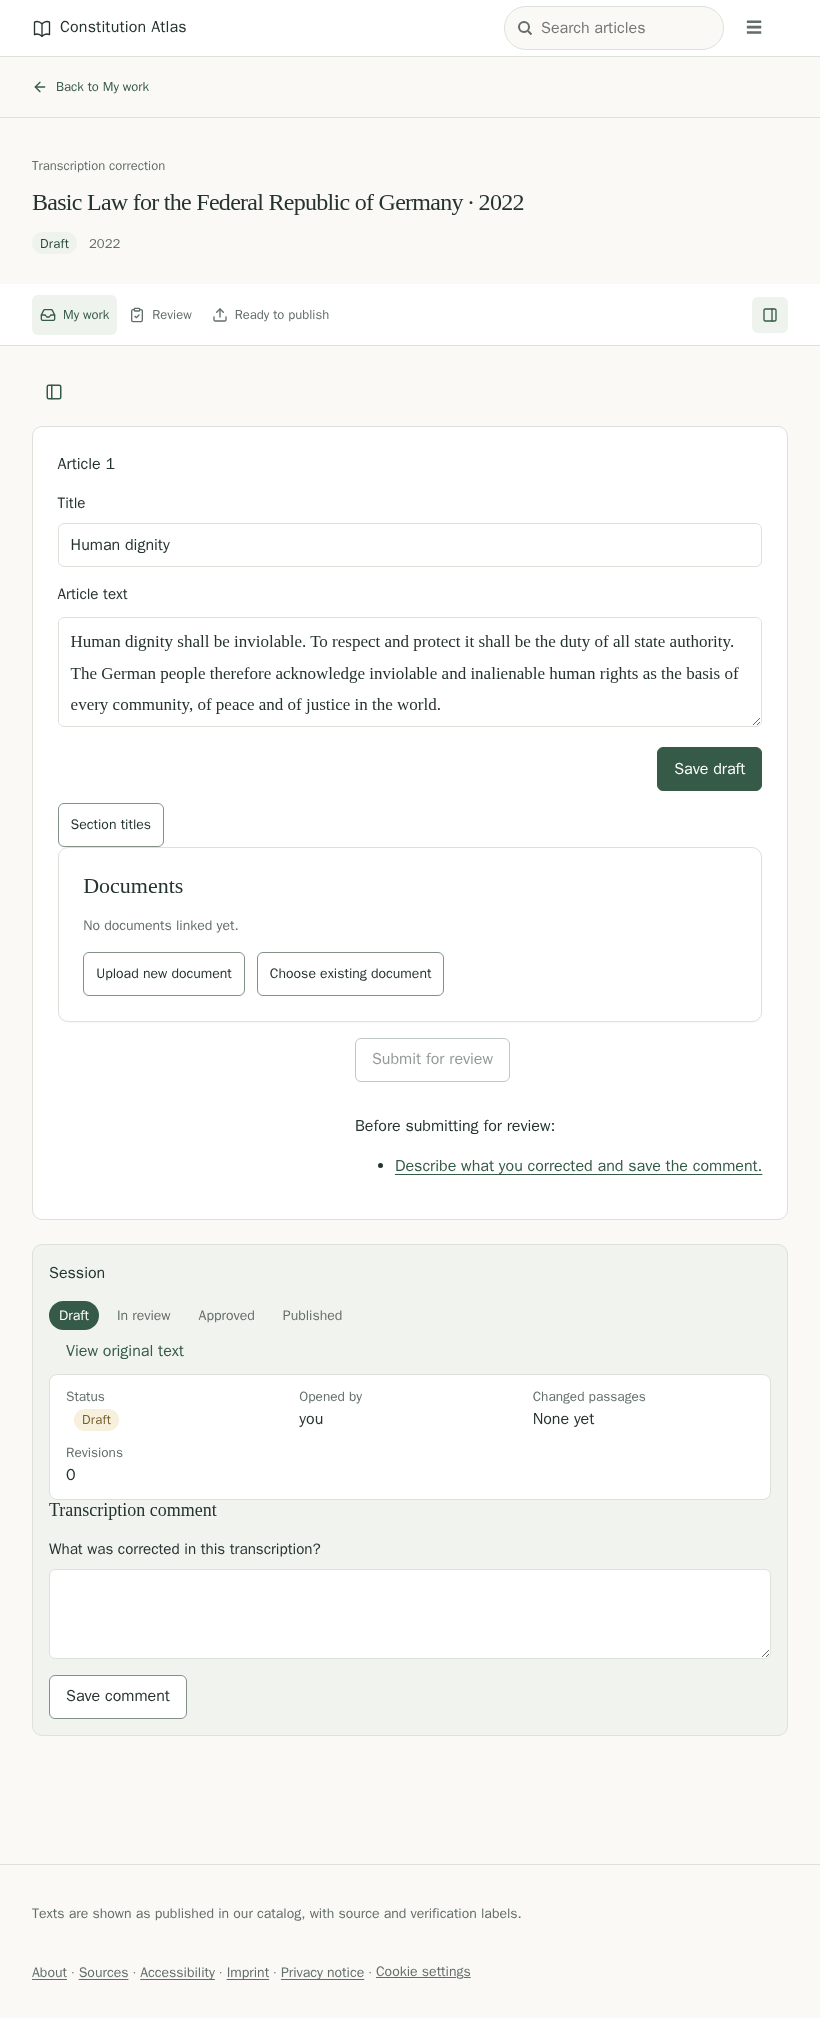 Constitution Atlas
Search articles
Back to My work
Transcription correction
Basic Law for the Federal Republic of Germany · 2022
Draft 2022
My work Review Ready to publish
Article 1
Title
Human dignity
Article text
Human dignity shall be inviolable. To respect and protect it shall be the duty of all state authority.
The German people therefore acknowledge inviolable and inalienable human rights as the basis of
every community, of peace and of justice in the world.
Save draft
Section titles
Documents
No documents linked yet.
Upload new document Choose existing document
Submit for review
Before submitting for review:
• Describe what you corrected and save the comment.
Session
Draft In review Approved Published
View original text
Status Opened by Changed passages
Draft you None yet
Revisions
0
Transcription comment
What was corrected in this transcription?
Save comment
Texts are shown as published in our catalog, with source and verification labels.
About · Sources · Accessibility · Imprint · Privacy notice · Cookie settings